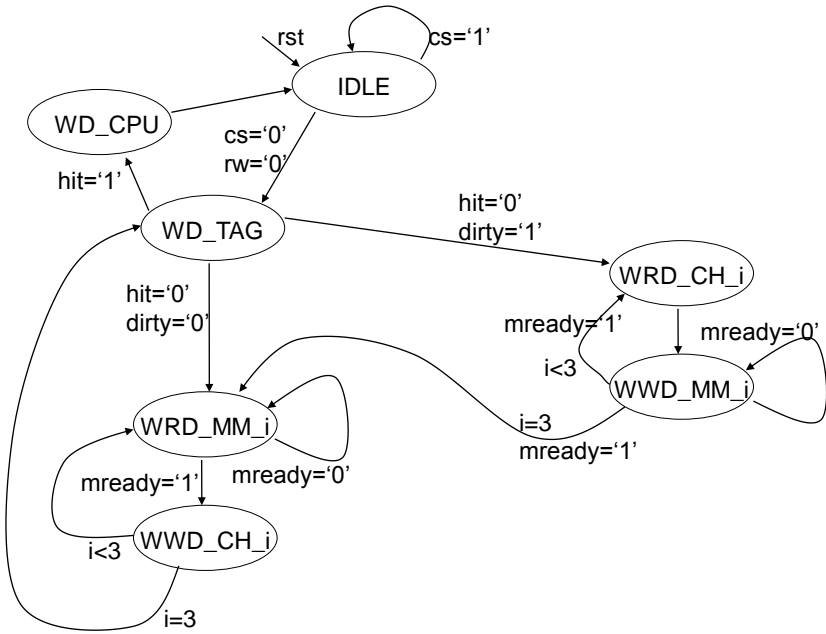 rst
cs=‘1’
IDLE
WD_CPU
cs=‘0’
rw=‘0’
hit=‘1’
WD_TAG
hit=‘0’
dirty=‘1’
WRD_CH_i
hit=‘0’
dirty=‘0’
mready=‘1’
mready=‘0’
i<3
WWD_MM_i
i=3
mready=‘1’
WRD_MM_i
mready=‘0’
mready=‘1’
i<3
WWD_CH_i
i=3